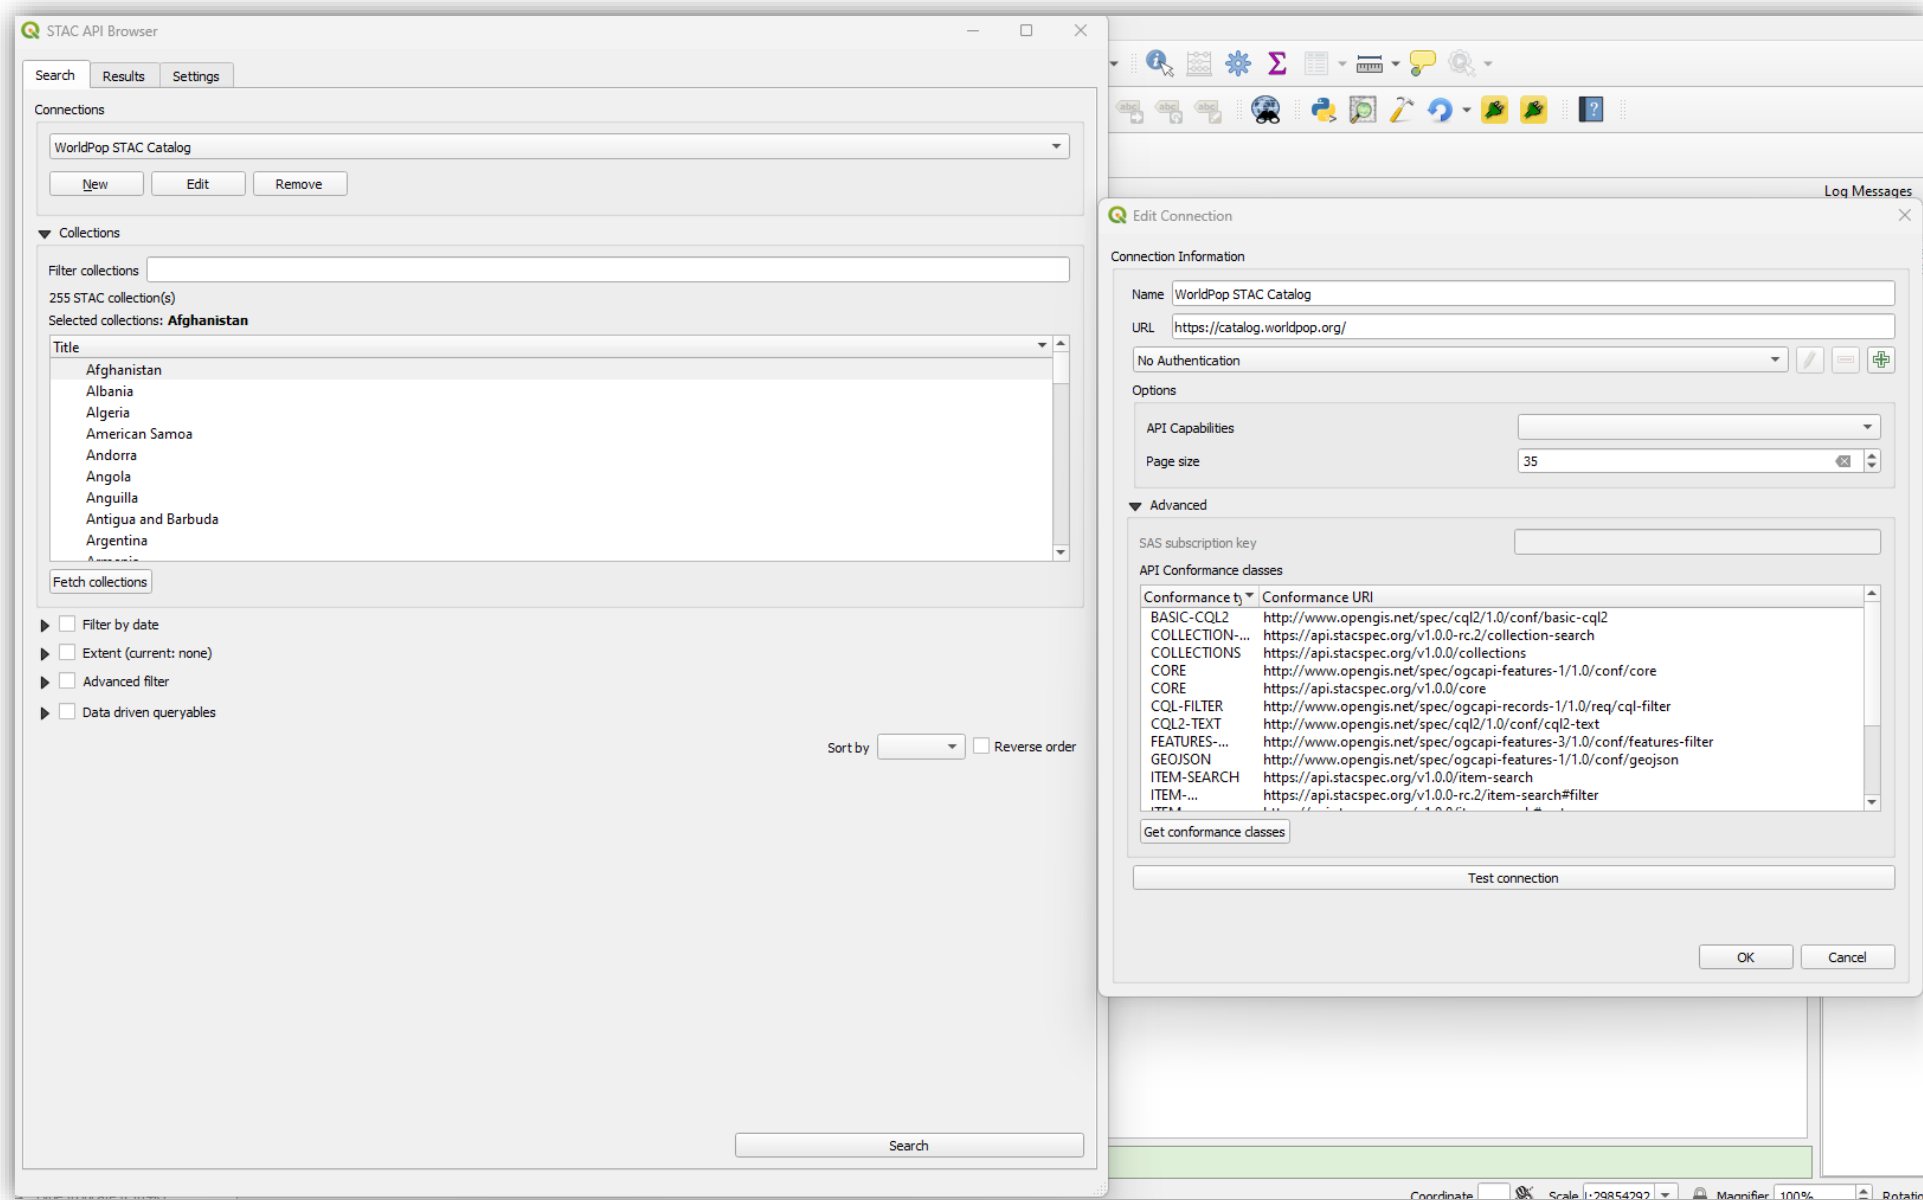 STAC API Browser
Search Results Settings
Connections
WorldPop STAC Catalog
New Edit Remove
Collections
Filter collections
255 STAC collection(s)
Selected collections: Afghanistan
Title
Afghanistan
Albania
Algeria
American Samoa
Andorra
Angola
Anguilla
Antigua and Barbuda
Argentina
Fetch collections
Filter by date
Extent (current: none)
Advanced filter
Data driven queryables
Sort by Reverse order
Search
abc abc abc
Log Messages
Edit Connection
Connection Information
Name WorldPop STAC Catalog
URL https://catalog.worldpop.org/
No Authentication
Options
API Capabilities
Page size 35
Advanced
SAS subscription key
API Conformance classes
Conformance ty Conformance URI
BASIC-CQL2 http://www.opengis.net/spec/cql2/1.0/conf/basic-cql2
COLLECTION-... https://api.stacspec.org/v1.0.0-rc.2/collection-search
COLLECTIONS https://api.stacspec.org/v1.0.0/collections
CORE http://www.opengis.net/spec/ogcapi-features-1/1.0/conf/core
CORE https://api.stacspec.org/v1.0.0/core
CQL-FILTER http://www.opengis.net/spec/ogcapi-records-1/1.0/req/cql-filter
CQL2-TEXT http://www.opengis.net/spec/cql2/1.0/conf/cql2-text
FEATURES-... http://www.opengis.net/spec/ogcapi-features-3/1.0/conf/features-filter
GEOJSON http://www.opengis.net/spec/ogcapi-features-1/1.0/conf/geojson
ITEM-SEARCH https://api.stacspec.org/v1.0.0/item-search
ITEM-... https://api.stacspec.org/v1.0.0-rc.2/item-search#filter
Get conformance classes
Test connection
OK Cancel
Coordinate Scale 1:29854292 Magnifier 100% Rotatio